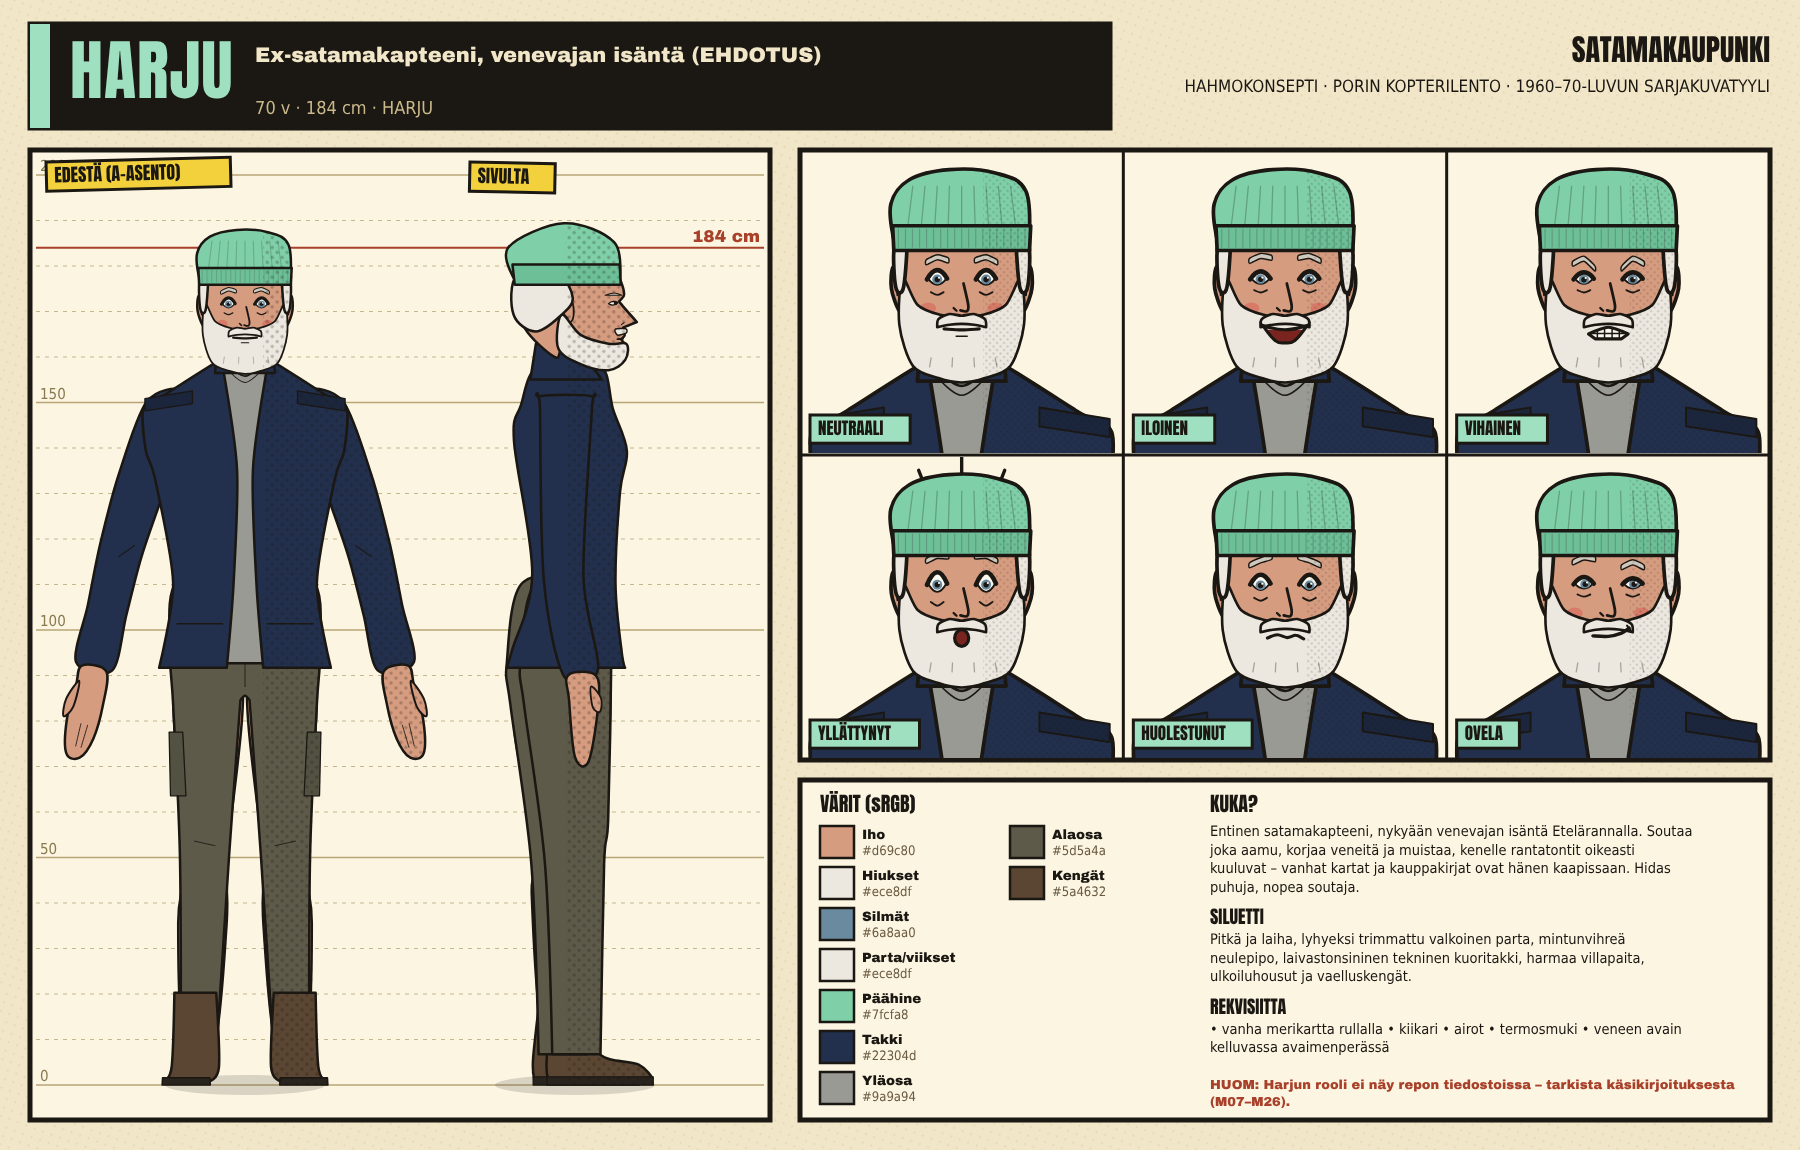 HARJU
Ex-satamakapteeni, venevajan isäntä (EHDOTUS)
70 v · 184 cm · HARJU
SATAMAKAUPUNKI
HAHMOKONSEPTI · PORIN KOPTERILENTO · 1960–70-LUVUN SARJAKUVATYYLI
EDESTÄ (A-ASENTO)
SIVULTA
184 cm
150
100
50
0
NEUTRAALI
ILOINEN
VIHAINEN
YLLÄTTYNYT
HUOLESTUNUT
OVELA
VÄRIT (sRGB)
Iho
#d69c80
Hiukset
#ece8df
Silmät
#6a8aa0
Parta/viikset
#ece8df
Päähine
#7fcfa8
Takki
#22304d
Yläosa
#9a9a94
Alaosa
#5d5a4a
Kengät
#5a4632
KUKA?
Entinen satamakapteeni, nykyään venevajan isäntä Etelärannalla. Soutaa
joka aamu, korjaa veneitä ja muistaa, kenelle rantatontit oikeasti
kuuluvat – vanhat kartat ja kauppakirjat ovat hänen kaapissaan. Hidas
puhuja, nopea soutaja.
SILUETTI
Pitkä ja laiha, lyhyeksi trimmattu valkoinen parta, mintunvihreä
neulepipo, laivastonsininen tekninen kuoritakki, harmaa villapaita,
ulkoiluhousut ja vaelluskengät.
REKVISIITTA
• vanha merikartta rullalla • kiikari • airot • termosmuki • veneen avain
kelluvassa avaimenperässä
HUOM: Harjun rooli ei näy repon tiedostoissa – tarkista käsikirjoituksesta
(M07–M26).